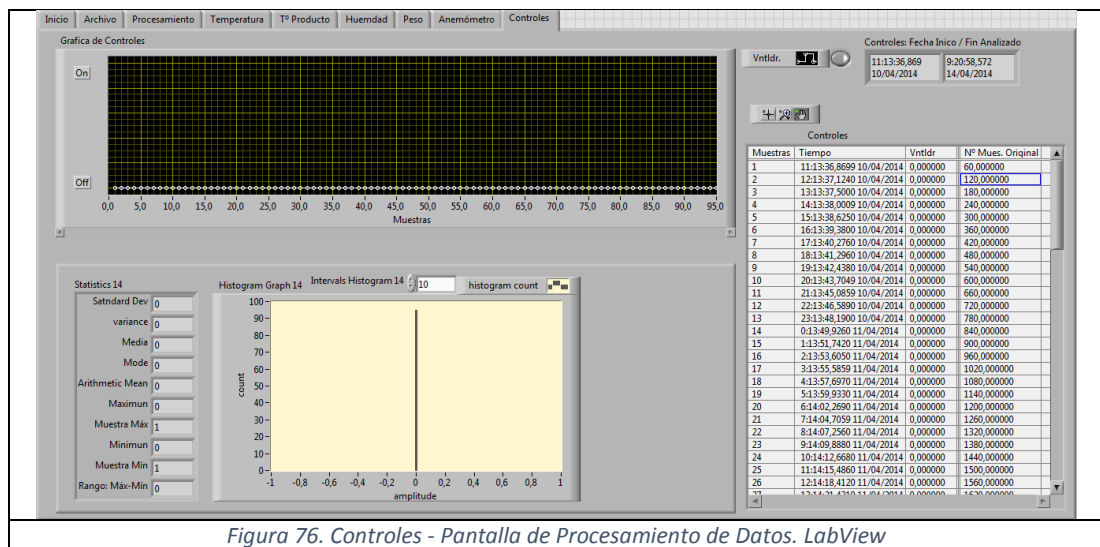 Inicio Archivo Procesamiento Temperatura Tº Producto Huemdad Peso Anemómetro Controles
Grafica de Controles
On
Off
0,0 5,0 10,0 15,0 20,0 25,0 30,0 35,0 40,0 45,0 50,0 55,0 60,0 65,0 70,0 75,0 80,0 85,0 90,0 95,0
Muestras
Vntldr.
Controles: Fecha Inico / Fin Analizado
11:13:36,869 9:20:58,572
10/04/2014 14/04/2014
Controles
Muestras Tiempo Vntldr Nº Mues. Original
1 11:13:36,8699 10/04/2014 0,000000 60,000000
2 12:13:37,1240 10/04/2014 0,000000 120,000000
3 13:13:37,5000 10/04/2014 0,000000 180,000000
4 14:13:38,0009 10/04/2014 0,000000 240,000000
5 15:13:38,6250 10/04/2014 0,000000 300,000000
6 16:13:39,3800 10/04/2014 0,000000 360,000000
7 17:13:40,2760 10/04/2014 0,000000 420,000000
8 18:13:41,2960 10/04/2014 0,000000 480,000000
9 19:13:42,4380 10/04/2014 0,000000 540,000000
10 20:13:43,7049 10/04/2014 0,000000 600,000000
11 21:13:45,0859 10/04/2014 0,000000 660,000000
12 22:13:46,5890 10/04/2014 0,000000 720,000000
13 23:13:48,1900 10/04/2014 0,000000 780,000000
14 0:13:49,9260 11/04/2014 0,000000 840,000000
15 1:13:51,7420 11/04/2014 0,000000 900,000000
16 2:13:53,6050 11/04/2014 0,000000 960,000000
17 3:13:55,5859 11/04/2014 0,000000 1020,000000
18 4:13:57,6970 11/04/2014 0,000000 1080,000000
19 5:13:59,9330 11/04/2014 0,000000 1140,000000
20 6:14:02,2690 11/04/2014 0,000000 1200,000000
21 7:14:04,7059 11/04/2014 0,000000 1260,000000
22 8:14:07,2560 11/04/2014 0,000000 1320,000000
23 9:14:09,8880 11/04/2014 0,000000 1380,000000
24 10:14:12,6680 11/04/2014 0,000000 1440,000000
25 11:14:15,4860 11/04/2014 0,000000 1500,000000
26 12:14:18,4120 11/04/2014 0,000000 1560,000000
Statistics 14
Satndard Dev 0
variance 0
Media 0
Mode 0
Arithmetic Mean 0
Maximun 0
Muestra Máx 1
Minimun 0
Muestra Min 1
Rango: Máx-Mín 0
Histogram Graph 14 Intervals Histogram 14 10 histogram count
100
90
80
70
60
50
40
30
20
10
0
count
-1 -0,8 -0,6 -0,4 -0,2 0 0,2 0,4 0,6 0,8 1
amplitude
Figura 76. Controles - Pantalla de Procesamiento de Datos. LabView